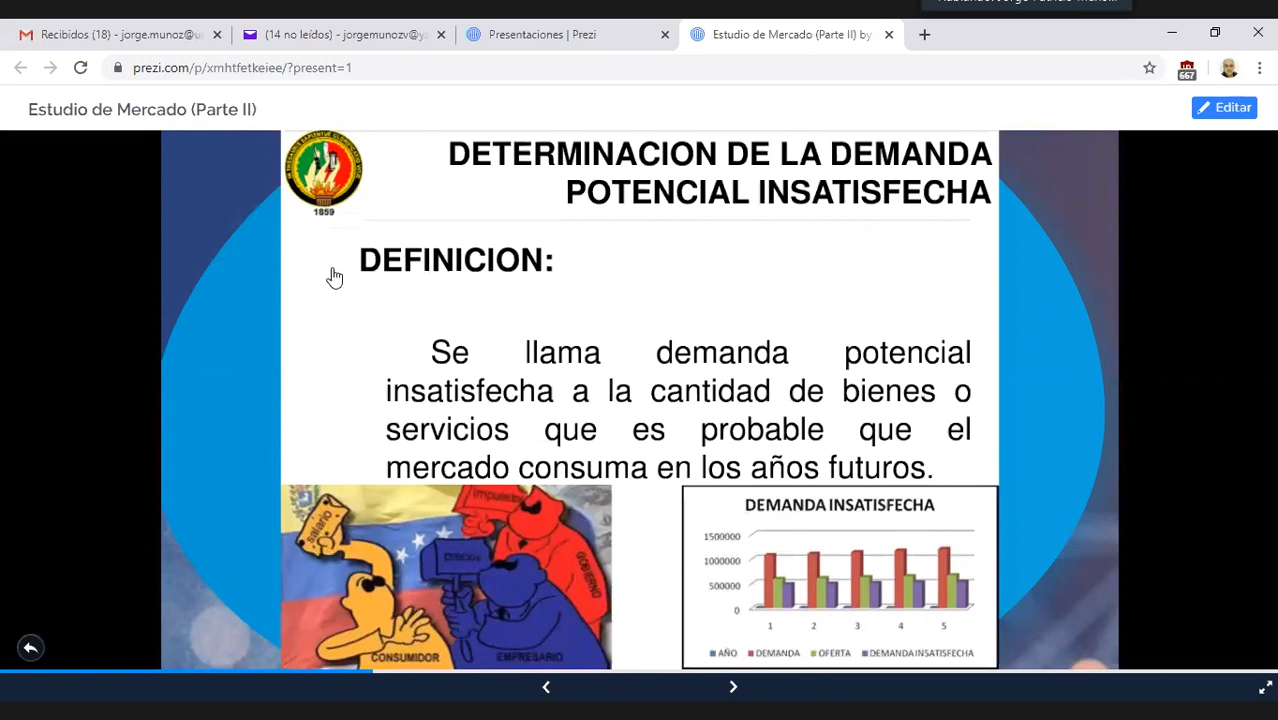 Recibidos (18) - jorge.munoz@u
(14 no leídos) - jorgemunozv@y
Presentaciones | Prezi
Estudio de Mercado (Parte II) by
prezi.com/p/xmhtfetkeiee/?present=1
667
Estudio de Mercado (Parte II)
Editar
DETERMINACION DE LA DEMANDA
POTENCIAL INSATISFECHA
1859
DEFINICION:
Se llama demanda potencial
insatisfecha a la cantidad de bienes o
servicios que es probable que el
mercado consuma en los años futuros.
salario
impuestos
GOBIERNO
CONSUMIDOR
EMPRESARIO
DEMANDA INSATISFECHA
1500000
1000000
500000
0
1 2 3 4 5
AÑO DEMANDA OFERTA DEMANDA INSATISFECHA